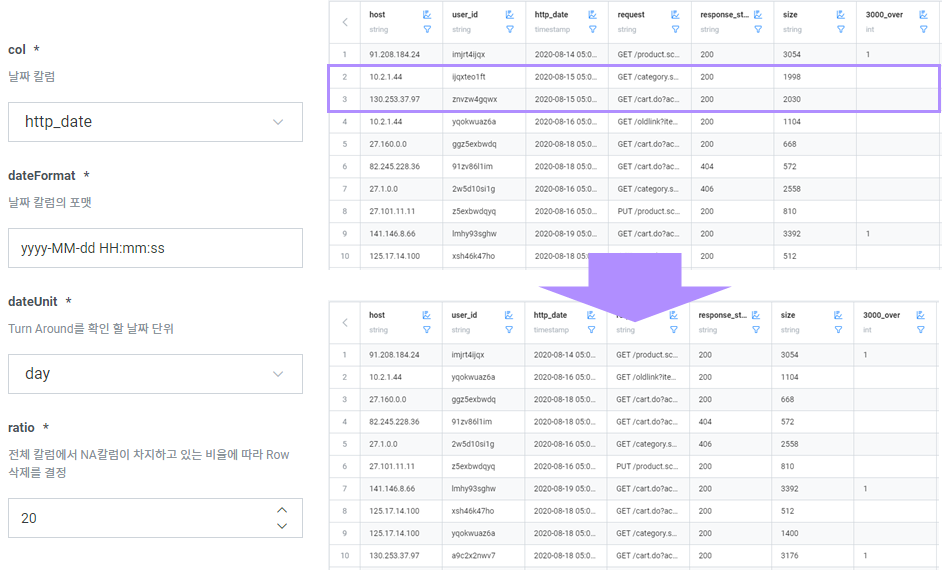 col *
날짜 칼럼
http_date
dateFormat *
날짜 칼럼의 포맷
yyyy-MM-dd HH:mm:ss
dateUnit *
Turn Around를 확인 할 날짜 단위
day
ratio *
전체 칼럼에서 NA칼럼이 차지하고 있는 비율에 따라 Row
삭제를 결정
20
host user_id http_date request response_st... size 3000_over
string string timestamp string string string int
1 91.208.184.24 imjrt4ijqx 2020-08-14 05:0... GET /product.sc... 200 3054 1
2 10.2.1.44 ijqxteo1ft 2020-08-15 05:0... GET /category.s... 200 1998
3 130.253.37.97 znvzw4gqwx 2020-08-15 05:0... GET /cart.do?ac... 200 2030
4 10.2.1.44 yqokwuaz6a 2020-08-16 05:0... GET /oldlink?ite... 200 1104
5 27.160.0.0 ggz5exbwdq 2020-08-18 05:0... GET /cart.do?ac... 200 668
6 82.245.228.36 91zv86l1im 2020-08-18 05:0... GET /cart.do?ac... 404 572
7 27.1.0.0 2w5d10si1g 2020-08-16 05:0... GET /category.s... 406 2558
8 27.101.11.11 z5exbwdqyq 2020-08-16 05:0... PUT /product.sc... 200 810
9 141.146.8.66 lmhy93sghw 2020-08-19 05:0... GET /cart.do?ac... 200 3392 1
10 125.17.14.100 xsh46k47ho 2020-08-18 05:0... GET /cart.do?ac... 200 512
host user_id http_date response_st... size 3000_over
string string timestamp string string string int
1 91.208.184.24 imjrt4ijqx 2020-08-14 05:0... GET /product.sc... 200 3054 1
2 10.2.1.44 yqokwuaz6a 2020-08-16 05:0... GET /oldlink?ite... 200 1104
3 27.160.0.0 ggz5exbwdq 2020-08-18 05:0... GET /cart.do?ac... 200 668
4 82.245.228.36 91zv86l1im 2020-08-18 05:0... GET /cart.do?ac... 404 572
5 27.1.0.0 2w5d10si1g 2020-08-16 05:0... GET /category.s... 406 2558
6 27.101.11.11 z5exbwdqyq 2020-08-16 05:0... PUT /product.sc... 200 810
7 141.146.8.66 lmhy93sghw 2020-08-19 05:0... GET /cart.do?ac... 200 3392 1
8 125.17.14.100 xsh46k47ho 2020-08-18 05:0... GET /cart.do?ac... 200 512
9 125.17.14.100 yqokwuaz6a 2020-08-18 05:0... GET /category.s... 200 1400
10 130.253.37.97 a9c2x2nwv7 2020-08-18 05:0... GET /cart.do?ac... 200 3176 1